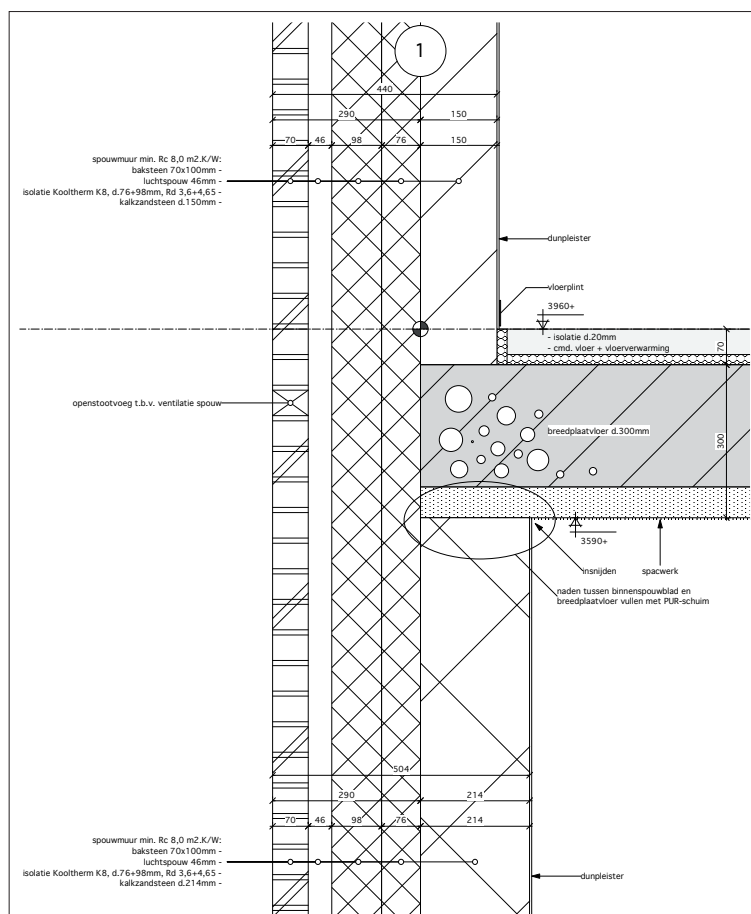 1
440
290
150
70
46
98
76
150
spouwmuur min. Rc 8,0 m2.K/W:
baksteen 70x100mm -
luchtspouw 46mm -
isolatie Kooltherm K8, d.76+98mm, Rd 3,6+4,65 -
kalkzandsteen d.150mm -
dunpleister
vloerplint
3960+
- isolatie d.20mm
- cmd. vloer + vloerverwarming
70
openstootvoeg t.b.v. ventilatie spouw
breedplaatvloer d.300mm
300
3590+
insnijden
spacwerk
naden tussen binnenspouwblad en
breedplaatvloer vullen met PUR-schuim
504
290
214
70
46
98
76
214
spouwmuur min. Rc 8,0 m2.K/W:
baksteen 70x100mm -
luchtspouw 46mm -
isolatie Kooltherm K8, d.76+98mm, Rd 3,6+4,65 -
kalkzandsteen d.214mm -
dunpleister